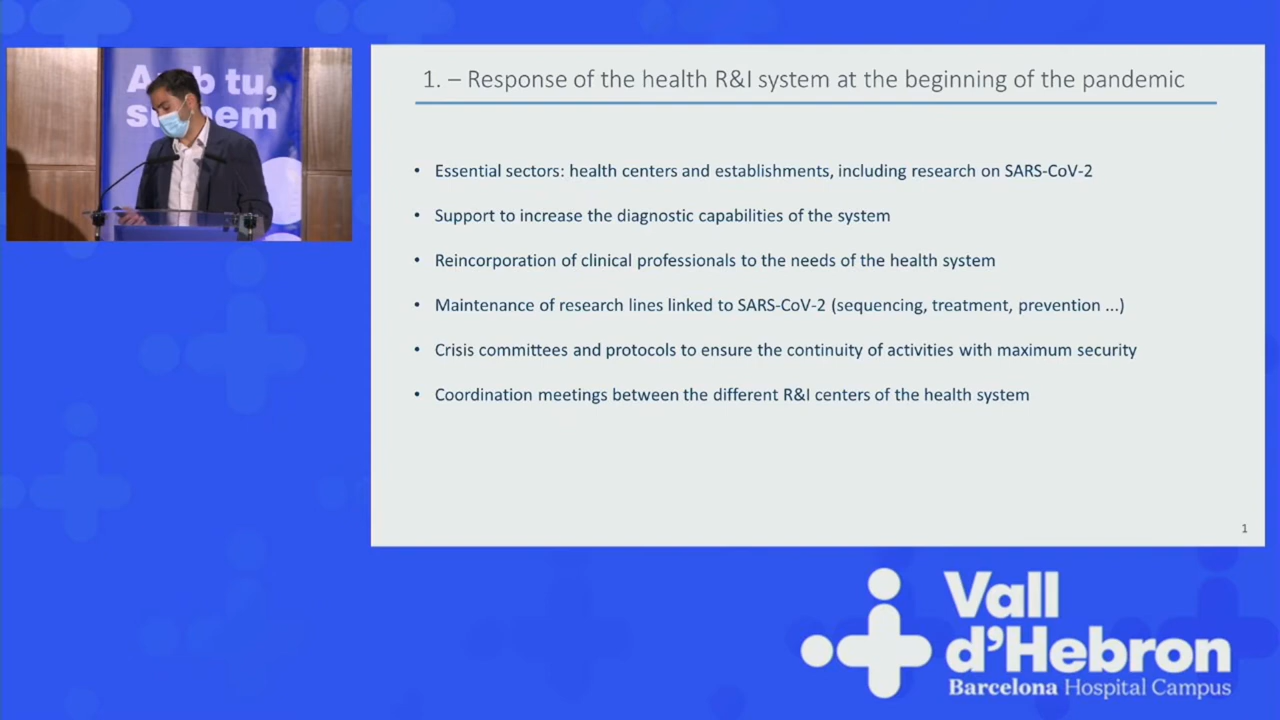 Amb tu,
sumem
1. – Response of the health R&I system at the beginning of the pandemic
• Essential sectors: health centers and establishments, including research on SARS-CoV-2
• Support to increase the diagnostic capabilities of the system
• Reincorporation of clinical professionals to the needs of the health system
• Maintenance of research lines linked to SARS-CoV-2 (sequencing, treatment, prevention ...)
• Crisis committees and protocols to ensure the continuity of activities with maximum security
• Coordination meetings between the different R&I centers of the health system
1
Vall
d'Hebron
Barcelona Hospital Campus